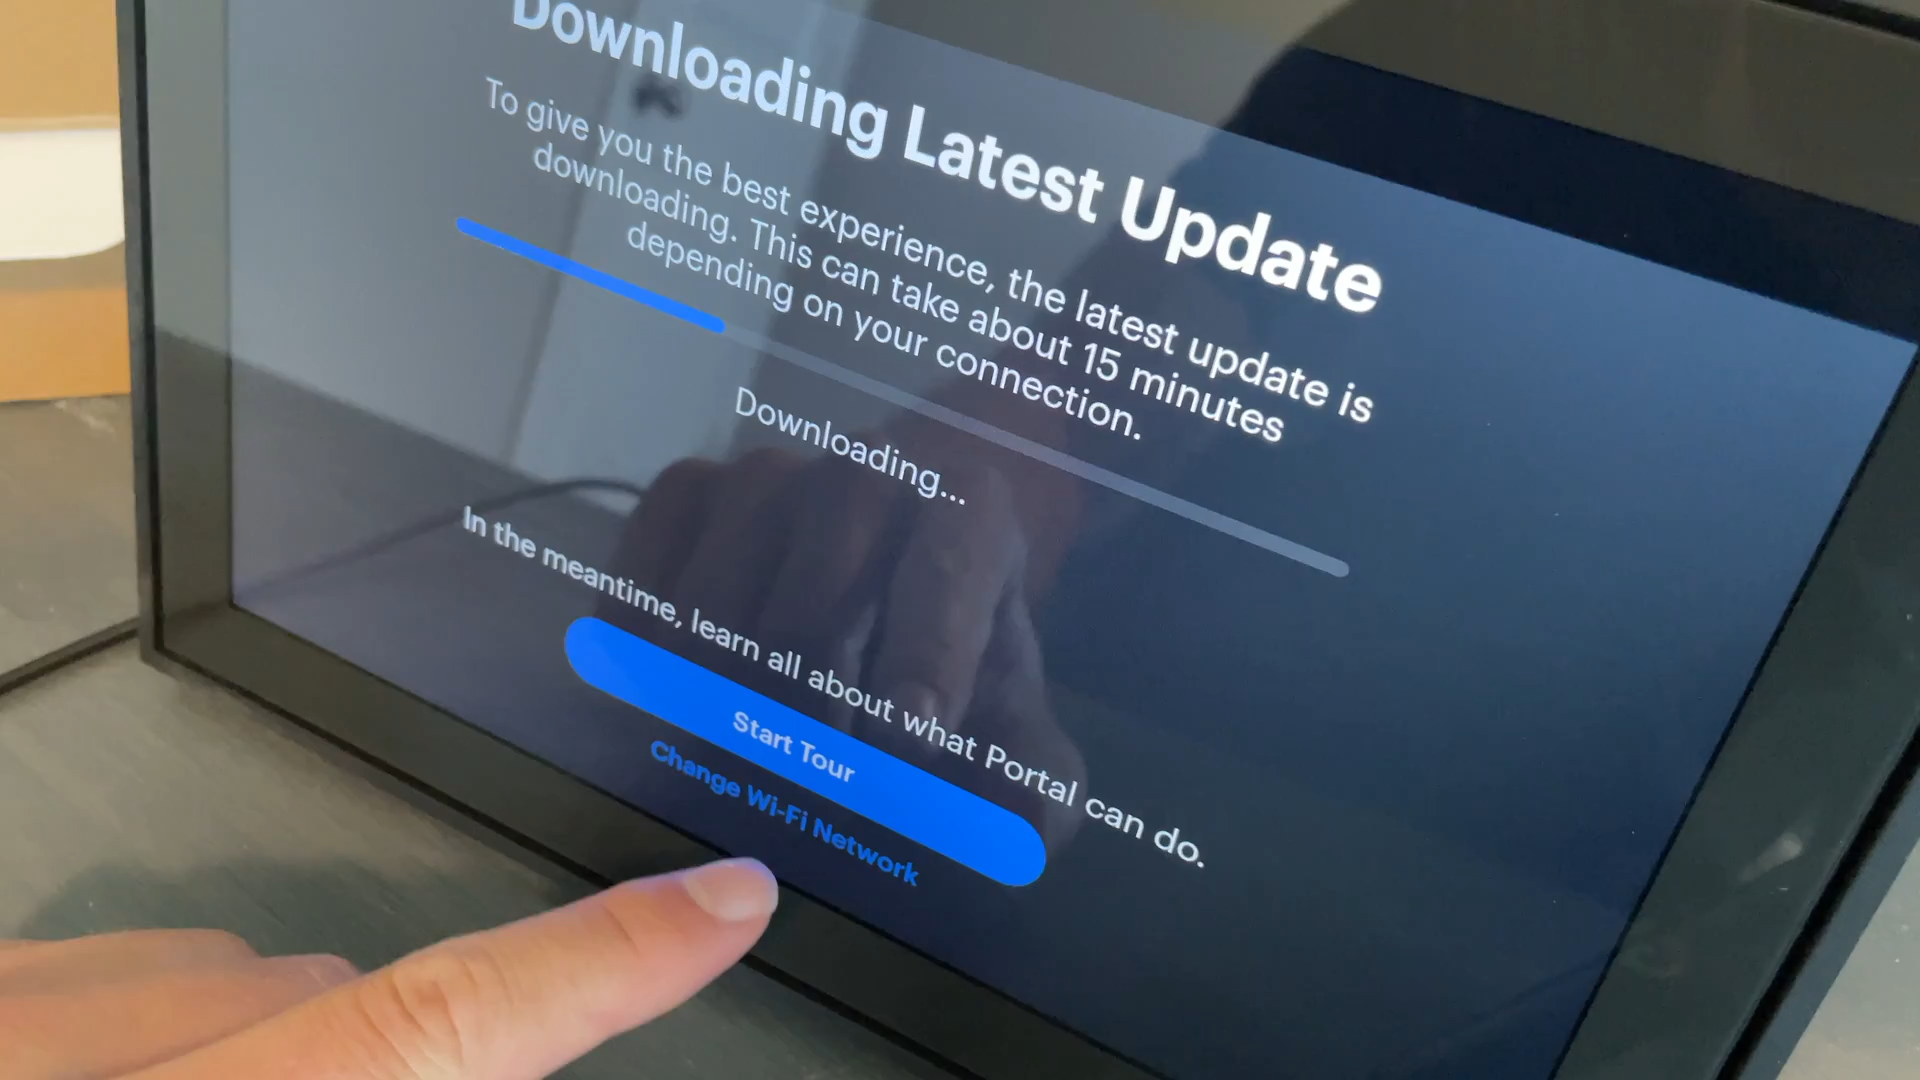 Downloading Latest Update
To give you the best experience, the latest update is
downloading. This can take about 15 minutes
depending on your connection.
Downloading...
In the meantime, learn all about what Portal can do.
Start Tour
Change Wi-Fi Network